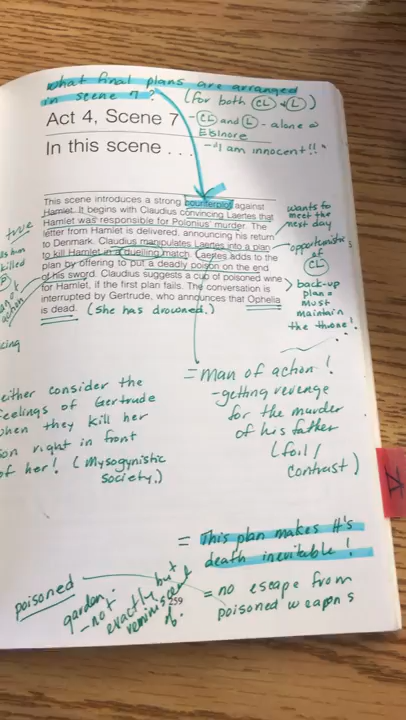 What final plans are arranged
in scene 7? (for both CL + L)
Act 4, Scene 7
- CL and L - alone @
Elsinore
- "I am innocent!!"
In this scene . . .
This scene introduces a strong counterplot against
Hamlet. It begins with Claudius convincing Laertes that
Hamlet was responsible for Polonius' murder. The
letter from Hamlet is delivered, announcing his return
to Denmark. Claudius manipulates Laertes into a plan
to kill Hamlet in a duelling match. Laertes adds to the
plan by offering to put a deadly poison on the end
of his sword. Claudius suggests a cup of poisoned wine
for Hamlet, if the first plan fails. The conversation is
interrupted by Gertrude, who announces that Ophelia
is dead. (She has drowned.)
wants to
meet the
next day
opportunistic
of
CL
back-up
plan =
must
maintain
the throne!
true
killed
P
not
action
= man of action!
- getting revenge
for the murder
of his father
(foil/
contrast)
either consider the
feelings of Gertrude
when they kill her
son right in front
of her! (Mysogynistic
society.)
= This plan makes H's
death inevitable!
= no escape from
poisoned weapons
poisoned
garden:
- not
exactly but
reminiscent
of.
259